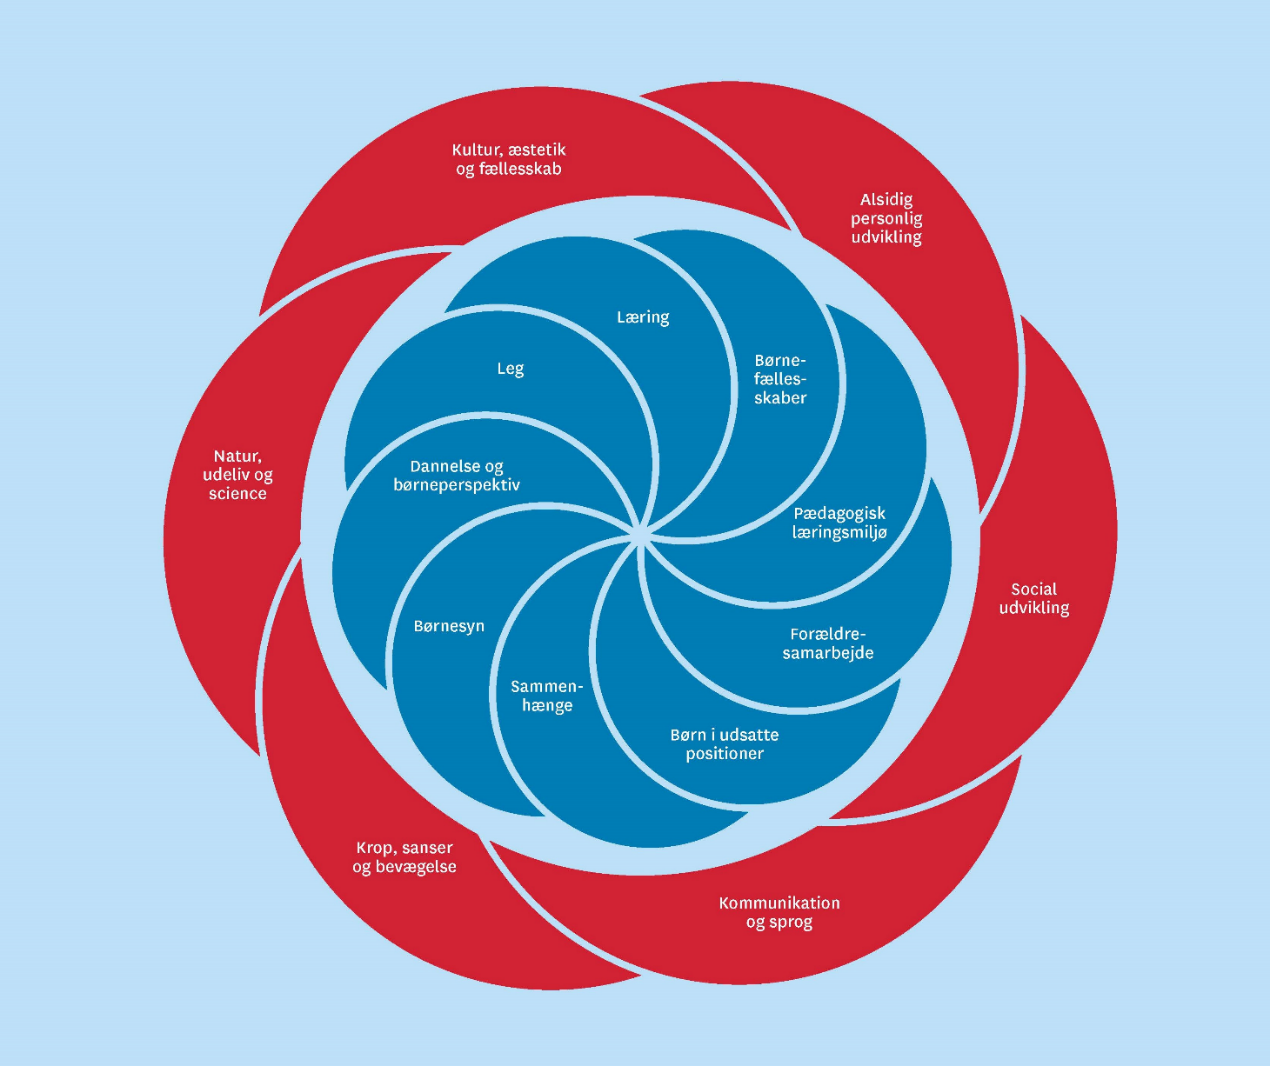 Kultur, æstetik
og fællesskab
Alsidig
personlig
udvikling
Læring
Leg
Børne-
fælles-
skaber
Natur,
udeliv og
science
Dannelse og
børneperspektiv
Pædagogisk
læringsmiljø
Social
udvikling
Børnesyn
Forældre-
samarbejde
Sammen-
hænge
Børn i udsatte
positioner
Krop, sanser
og bevægelse
Kommunikation
og sprog